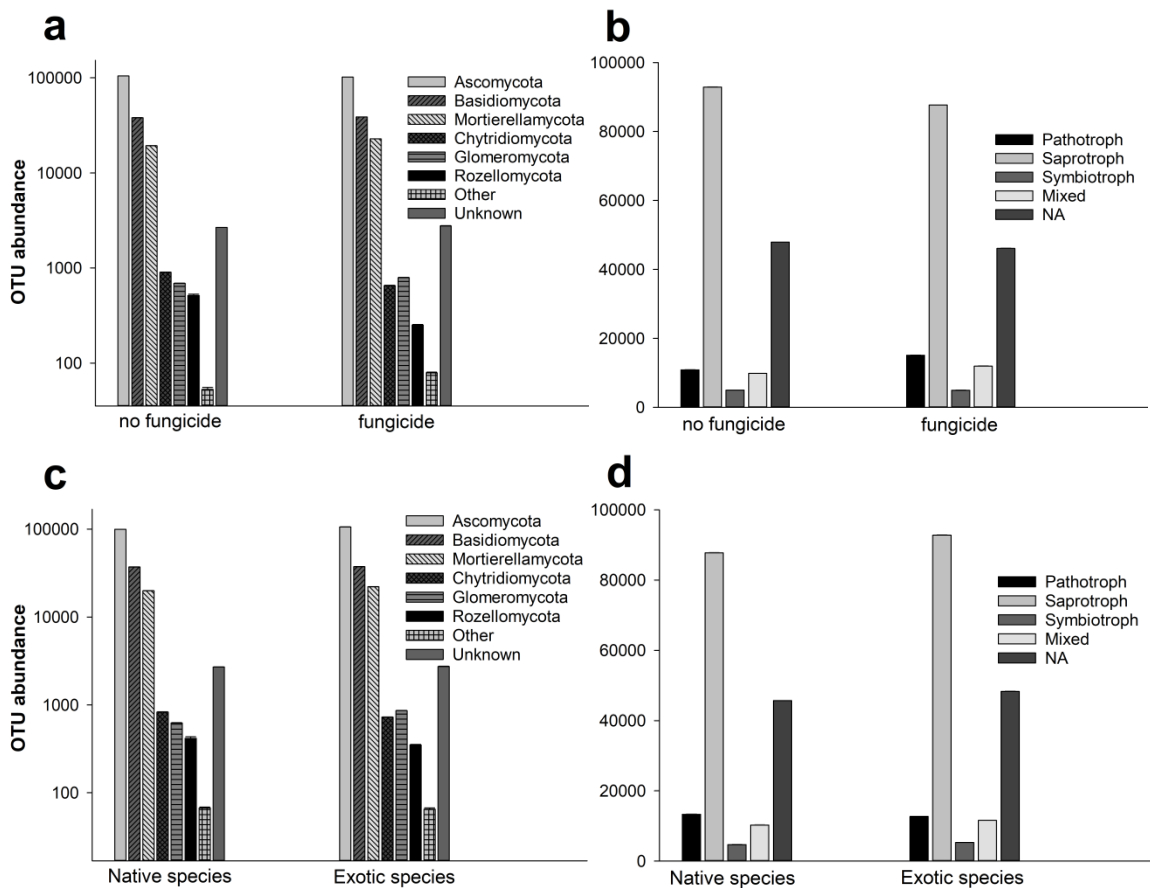 a
100000
10000
1000
100
OTU abundance
Ascomycota
Basidiomycota
Mortierellamycota
Chytridiomycota
Glomeromycota
Rozellomycota
Other
Unknown
no fungicide
fungicide
b
100000
80000
60000
40000
20000
0
Pathotroph
Saprotroph
Symbiotroph
Mixed
NA
no fungicide
fungicide
c
100000
10000
1000
100
OTU abundance
Ascomycota
Basidiomycota
Mortierellamycota
Chytridiomycota
Glomeromycota
Rozellomycota
Other
Unknown
Native species
Exotic species
d
100000
80000
60000
40000
20000
0
Pathotroph
Saprotroph
Symbiotroph
Mixed
NA
Native species
Exotic species